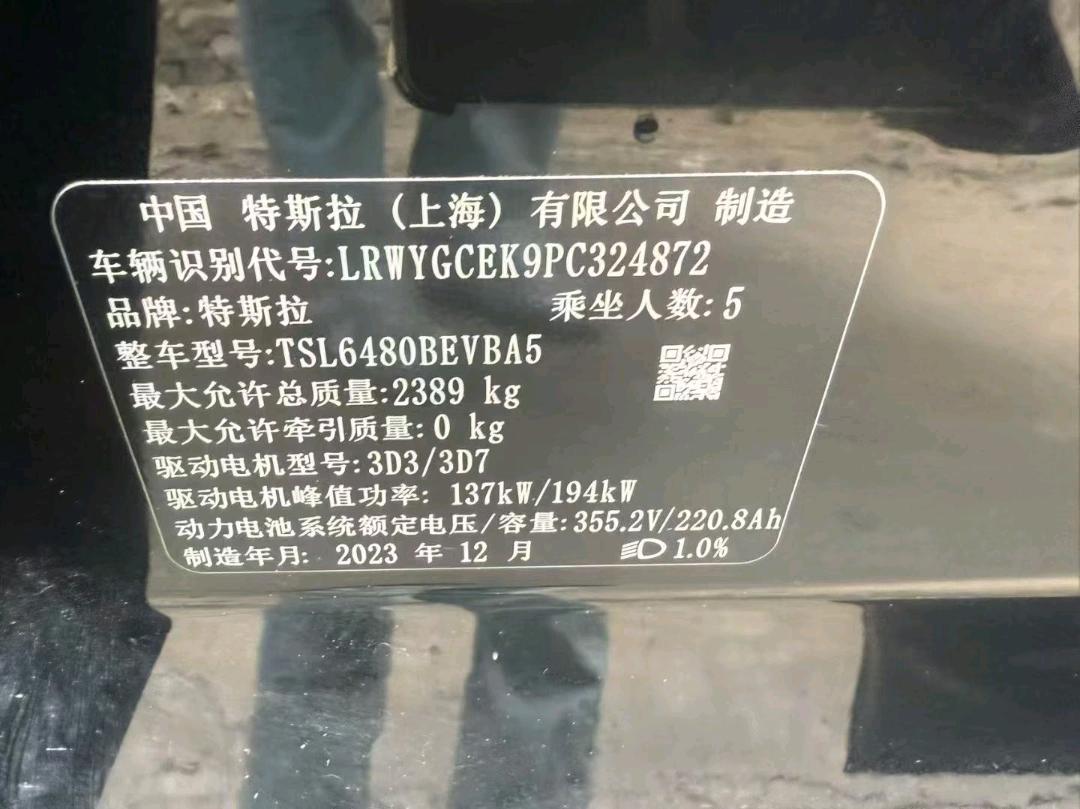 中国 特斯拉 (上海) 有限公司 制造
车辆识别代号:LRWYGCEK9PC324872
品牌:特斯拉 乘坐人数:5
整车型号:TSL6480BEVBA5
最大允许总质量:2389 kg
最大允许牵引质量:0 kg
驱动电机型号:3D3/3D7
驱动电机峰值功率: 137kW/194kW
动力电池系统额定电压/容量:355.2V/220.8Ah
制造年月: 2023 年 12 月 1.0%